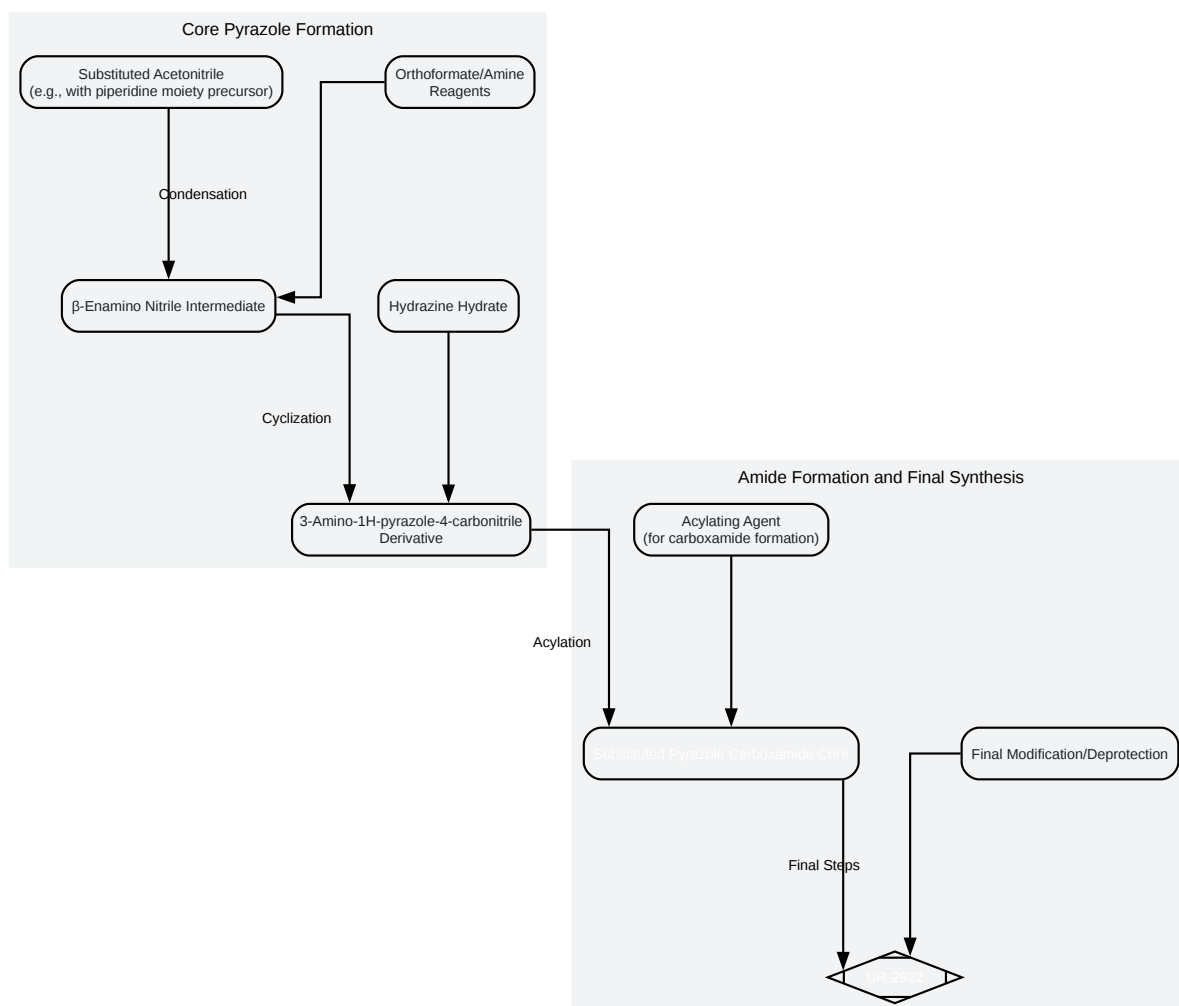 Core Pyrazole Formation
Substituted Acetonitrile
(e.g., with piperidine moiety precursor)
Orthoformate/Amine
Reagents
Condensation
β-Enamino Nitrile Intermediate
Hydrazine Hydrate
Cyclization
3-Amino-1H-pyrazole-4-carbonitrile
Derivative
Amide Formation and Final Synthesis
Acylating Agent
(for carboxamide formation)
Acylation
Substituted Pyrazole Carboxamide Core
Final Modification/Deprotection
Final Steps
UR-2922